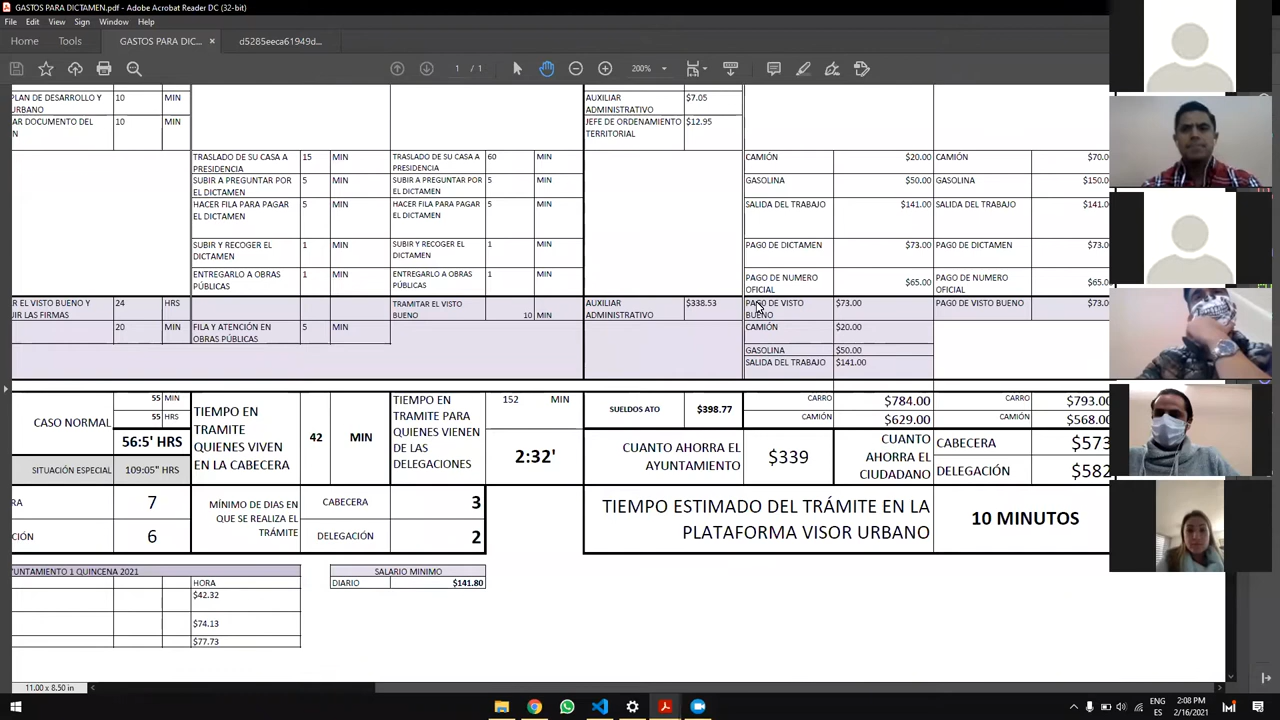 GASTOS PARA DICTAMEN.pdf - Adobe Acrobat Reader DC (32-bit)
File Edit View Sign Window Help
Home Tools GASTOS PARA DIC... × d5285eeca61949d...
1 / 1 200%
PLAN DE DESARROLLO Y
URBANO
10 MIN
AUXILIAR
ADMINISTRATIVO
$7.05
AR DOCUMENTO DEL
N
10 MIN
JEFE DE ORDENAMIENTO
TERRITORIAL
$12.95
TRASLADO DE SU CASA A
PRESIDENCIA
15 MIN
TRASLADO DE SU CASA A
PRESIDENCIA
60 MIN
CAMIÓN $20.00 CAMIÓN $70.0
SUBIR A PREGUNTAR POR
EL DICTAMEN
5 MIN
SUBIR A PREGUNTAR POR
EL DICTAMEN
5 MIN
GASOLINA $50.00 GASOLINA $150.0
HACER FILA PARA PAGAR
EL DICTAMEN
5 MIN
HACER FILA PARA PAGAR
EL DICTAMEN
5 MIN
SALIDA DEL TRABAJO $141.00 SALIDA DEL TRABAJO $141.0
SUBIR Y RECOGER EL
DICTAMEN
1 MIN
SUBIR Y RECOGER EL
DICTAMEN
1 MIN
PAG0 DE DICTAMEN $73.00 PAG0 DE DICTAMEN $73.0
ENTREGARLO A OBRAS
PÚBLICAS
1 MIN
ENTREGARLO A OBRAS
PÚBLICAS
1 MIN
PAGO DE NUMERO
OFICIAL
$65.00
PAGO DE NUMERO
OFICIAL
$65.0
R EL VISTO BUENO Y
UIR LAS FIRMAS
24 HRS
TRAMITAR EL VISTO
BUENO
10 MIN
AUXILIAR
ADMINISTRATIVO
$338.53
PAG0 DE VISTO
BUENO
$73.00
PAG0 DE VISTO BUENO $73.0
20 MIN
FILA Y ATENCIÓN EN
OBRAS PÚBLICAS
5 MIN
CAMIÓN $20.00
GASOLINA $50.00
SALIDA DEL TRABAJO $141.00
CASO NORMAL
55 MIN
55 HRS
56:5' HRS
SITUACIÓN ESPECIAL 109:05" HRS
TIEMPO EN
TRAMITE
QUIENES VIVEN
EN LA CABECERA
42 MIN
TIEMPO EN
TRAMITE PARA
QUIENES VIENEN
DE LAS
DELEGACIONES
152 MIN
2:32'
SUELDOS ATO $398.77
CARRO $784.00 CARRO $793.0
CAMIÓN $629.00 CAMIÓN $568.0
CUANTO AHORRA EL
AYUNTAMIENTO
$339
CUANTO
AHORRA EL
CIUDADANO
CABECERA $573
DELEGACIÓN $582
RA 7
IÓN 6
MÍNIMO DE DIAS EN
QUE SE REALIZA EL
TRÁMITE
CABECERA 3
DELEGACIÓN 2
TIEMPO ESTIMADO DEL TRÁMITE EN LA
PLATAFORMA VISOR URBANO
10 MINUTOS
YUNTAMIENTO 1 QUINCENA 2021
HORA
$42.32
$74.13
$77.73
SALARIO MINIMO
DIARIO $141.80
11.00 x 8.50 in
ENG
ES
2:08 PM
2/16/2021